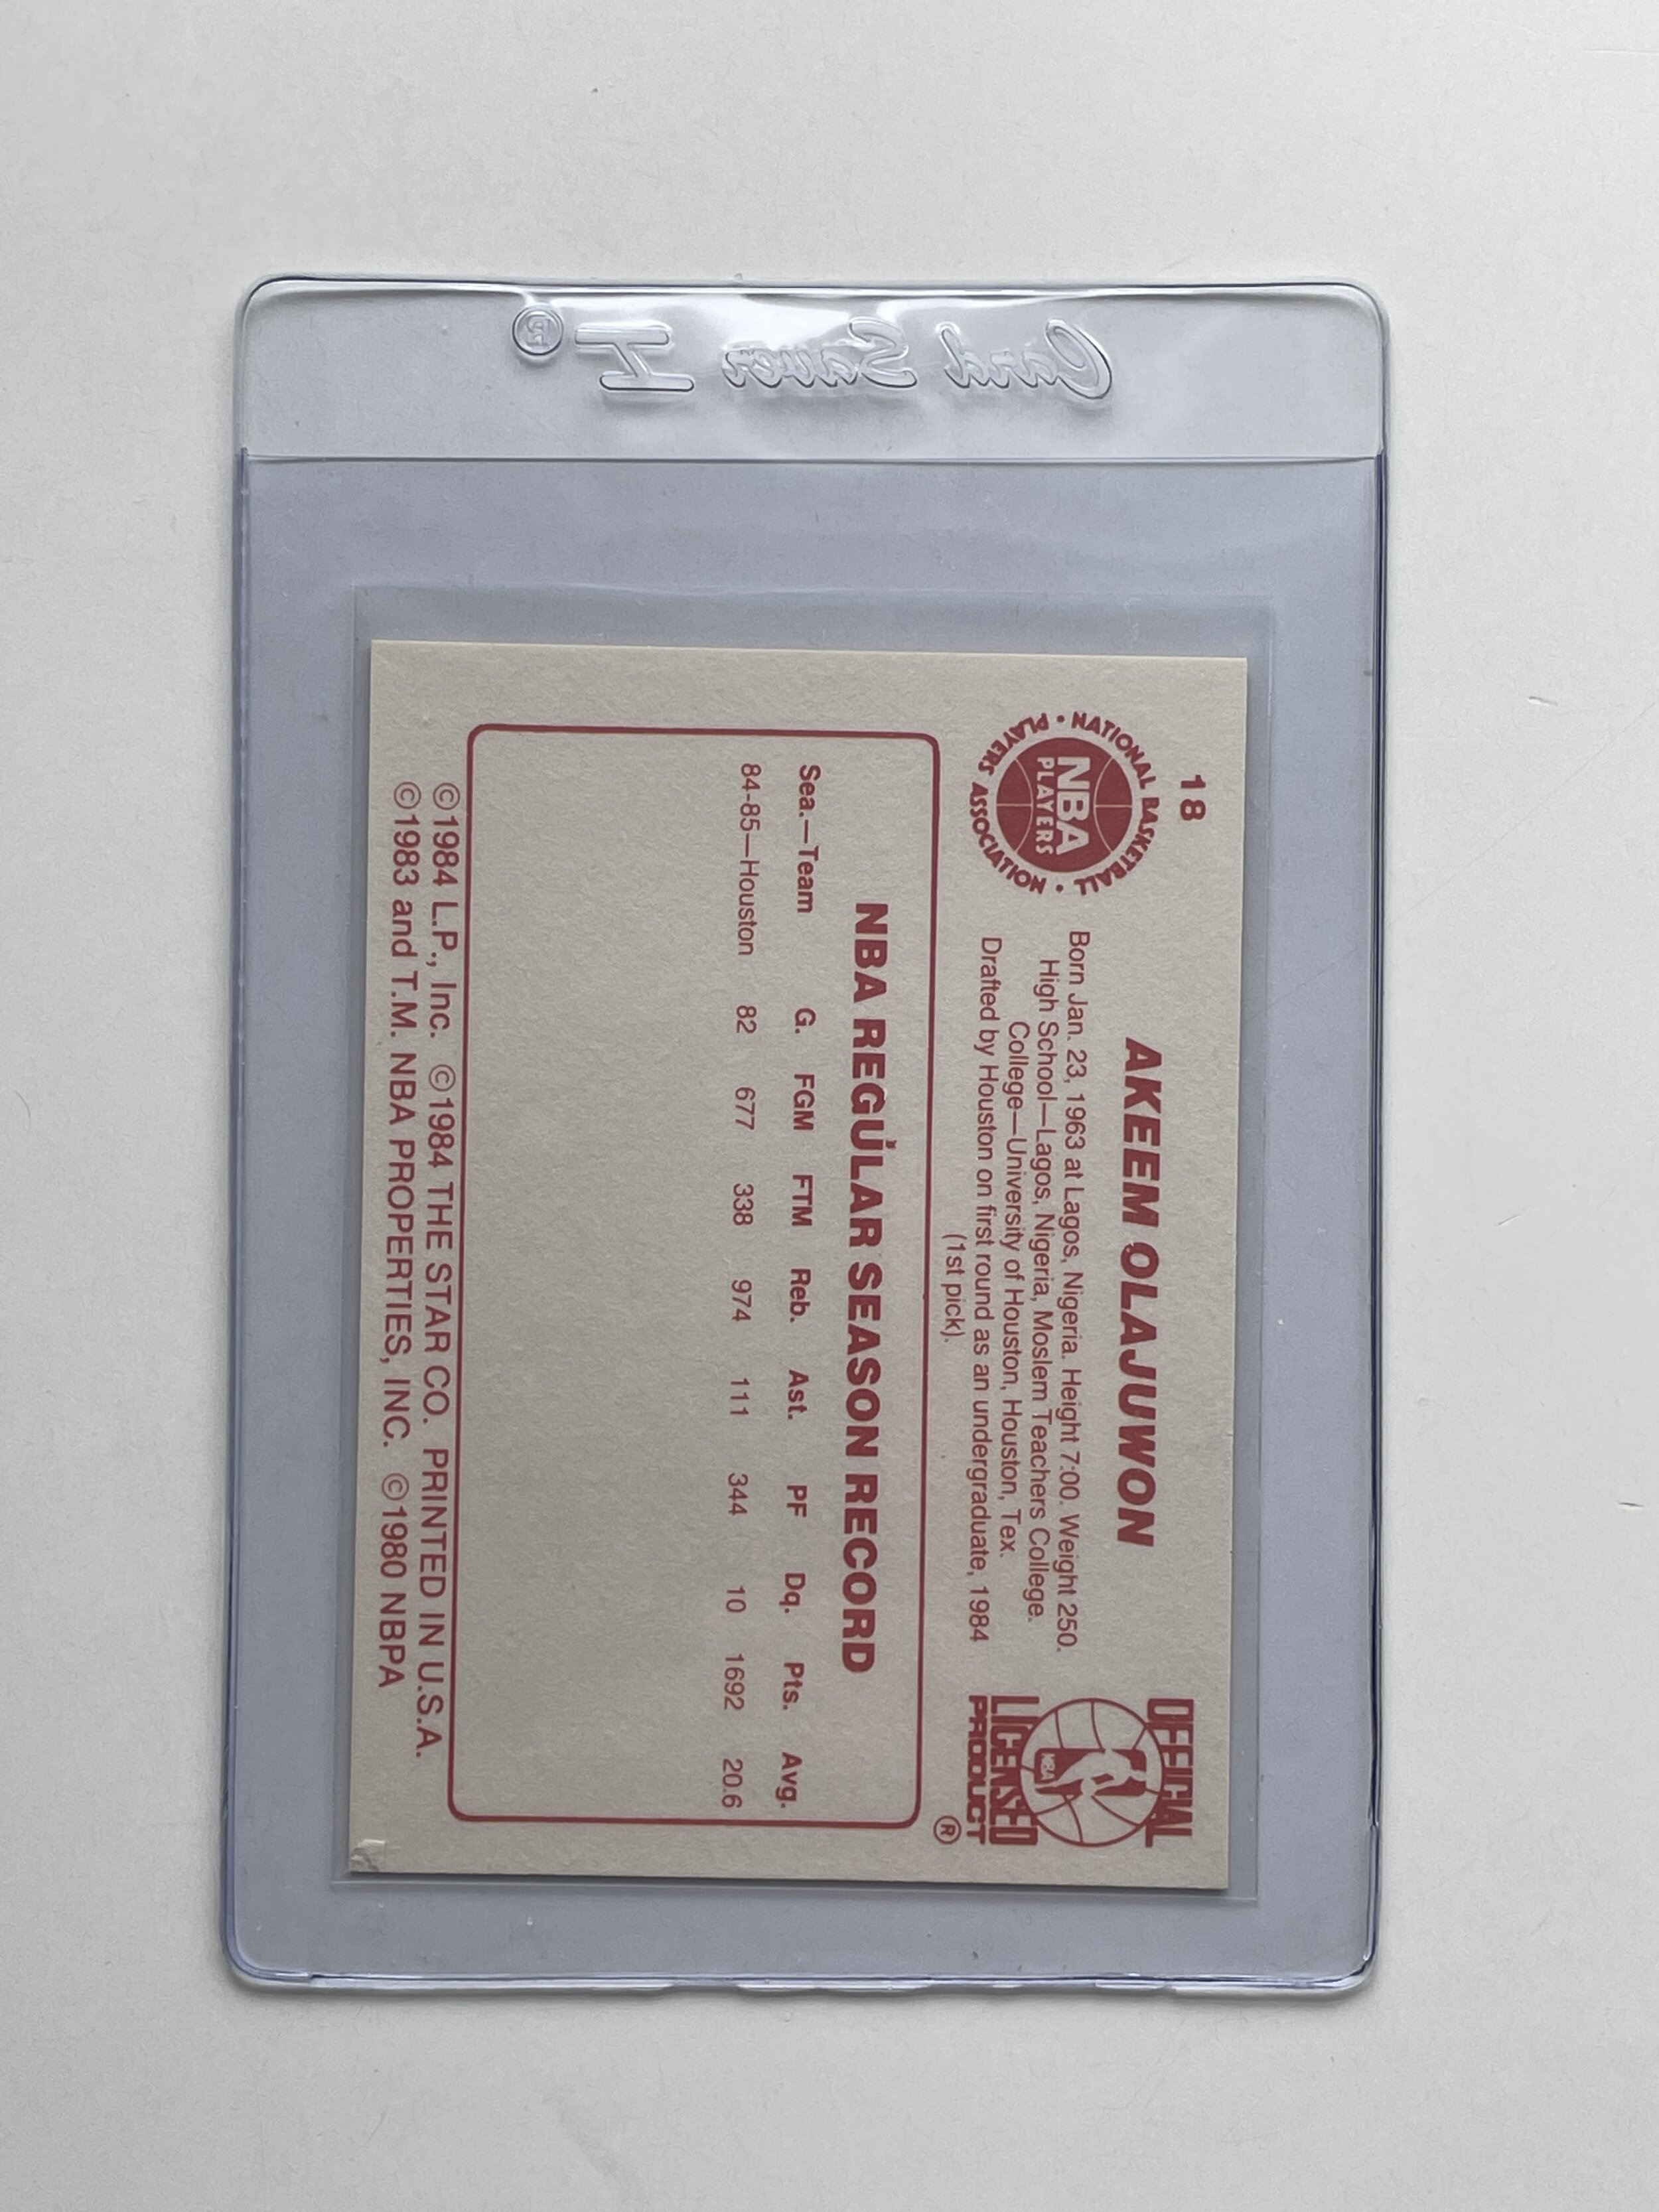 Card Saver II®
18
NATIONAL BASKETBALL
PLAYERS ASSOCIATION
NBA
PLAYERS
AKEEM OLAJUWON
Born Jan. 23, 1963 at Lagos, Nigeria. Height 7:00. Weight 250.
High School—Lagos, Nigeria, Moslem Teachers College.
College—University of Houston, Houston, Tex.
Drafted by Houston on first round as an undergraduate, 1984
(1st pick).
OFFICIAL
NBA
LICENSED
PRODUCT
®
NBA REGULAR SEASON RECORD
Sea.—Team G. FGM FTM Reb. Ast. PF Dq. Pts. Avg.
84-85—Houston 82 677 338 974 111 344 10 1692 20.6
©1984 L.P., Inc. ©1984 THE STAR CO. PRINTED IN U.S.A.
©1983 and T.M. NBA PROPERTIES, INC. ©1980 NBPA